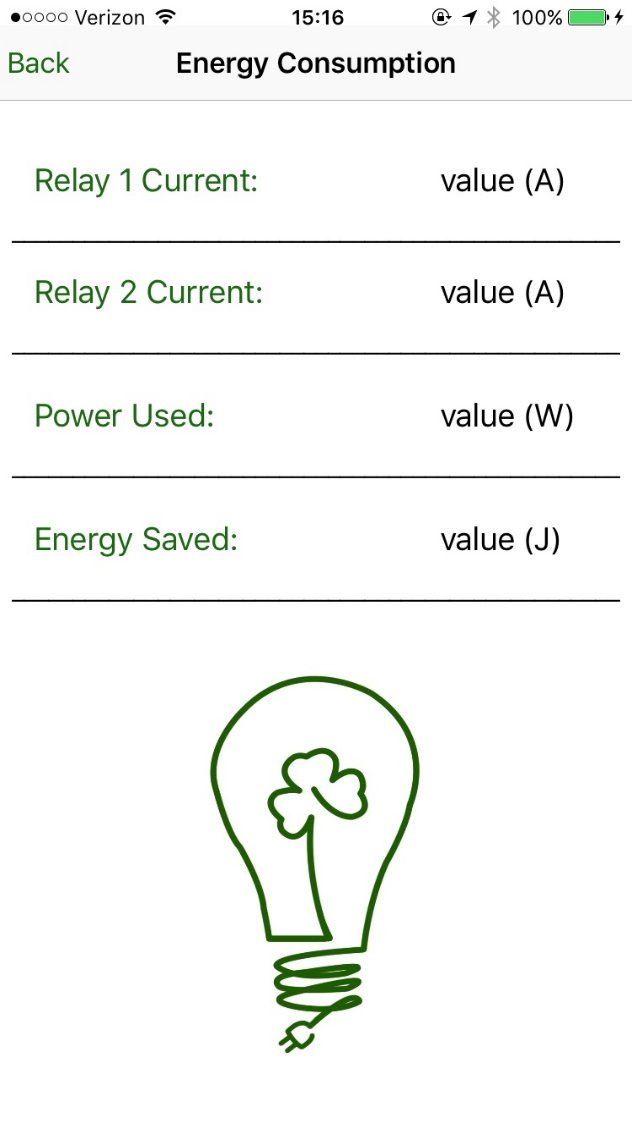 Verizon 15:16 100%
Back Energy Consumption
Relay 1 Current: value (A)
Relay 2 Current: value (A)
Power Used: value (W)
Energy Saved: value (J)